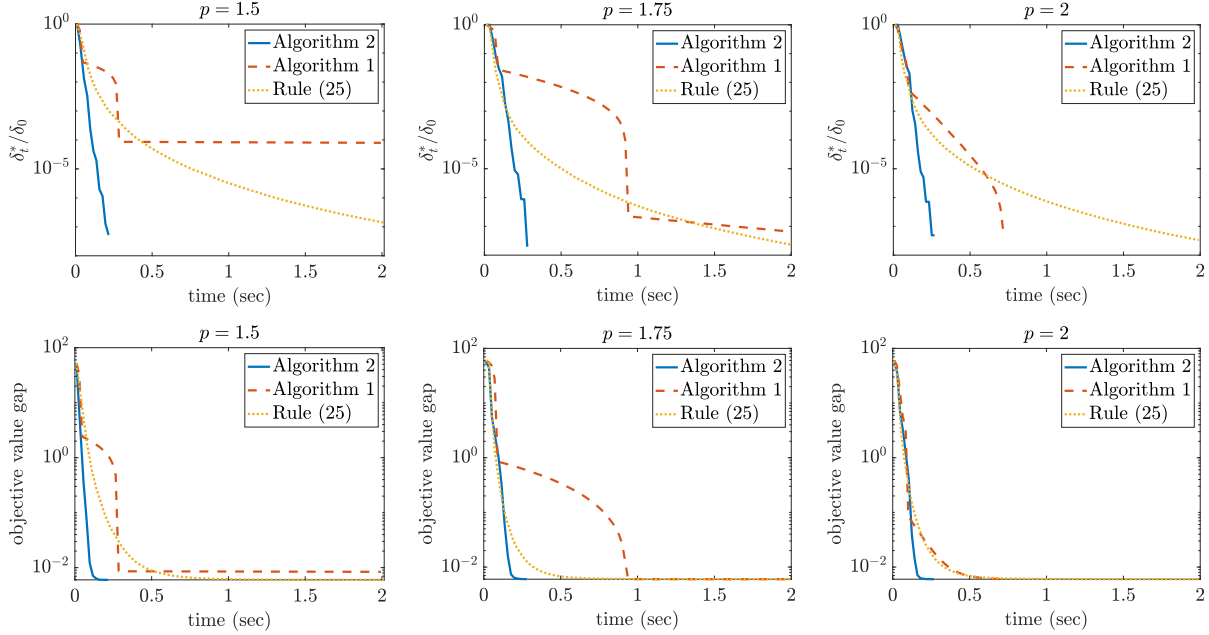 p = 1.5
10^0
10^{-5}
δ_t^*/δ_0
Algorithm 2
Algorithm 1
Rule (25)
0 0.5 1 1.5 2
time (sec)
p = 1.75
10^0
10^{-5}
δ_t^*/δ_0
Algorithm 2
Algorithm 1
Rule (25)
0 0.5 1 1.5 2
time (sec)
p = 2
10^0
10^{-5}
δ_t^*/δ_0
Algorithm 2
Algorithm 1
Rule (25)
0 0.5 1 1.5 2
time (sec)
p = 1.5
10^2
10^0
10^{-2}
objective value gap
Algorithm 2
Algorithm 1
Rule (25)
0 0.5 1 1.5 2
time (sec)
p = 1.75
10^2
10^0
10^{-2}
objective value gap
Algorithm 2
Algorithm 1
Rule (25)
0 0.5 1 1.5 2
time (sec)
p = 2
10^2
10^0
10^{-2}
objective value gap
Algorithm 2
Algorithm 1
Rule (25)
0 0.5 1 1.5 2
time (sec)